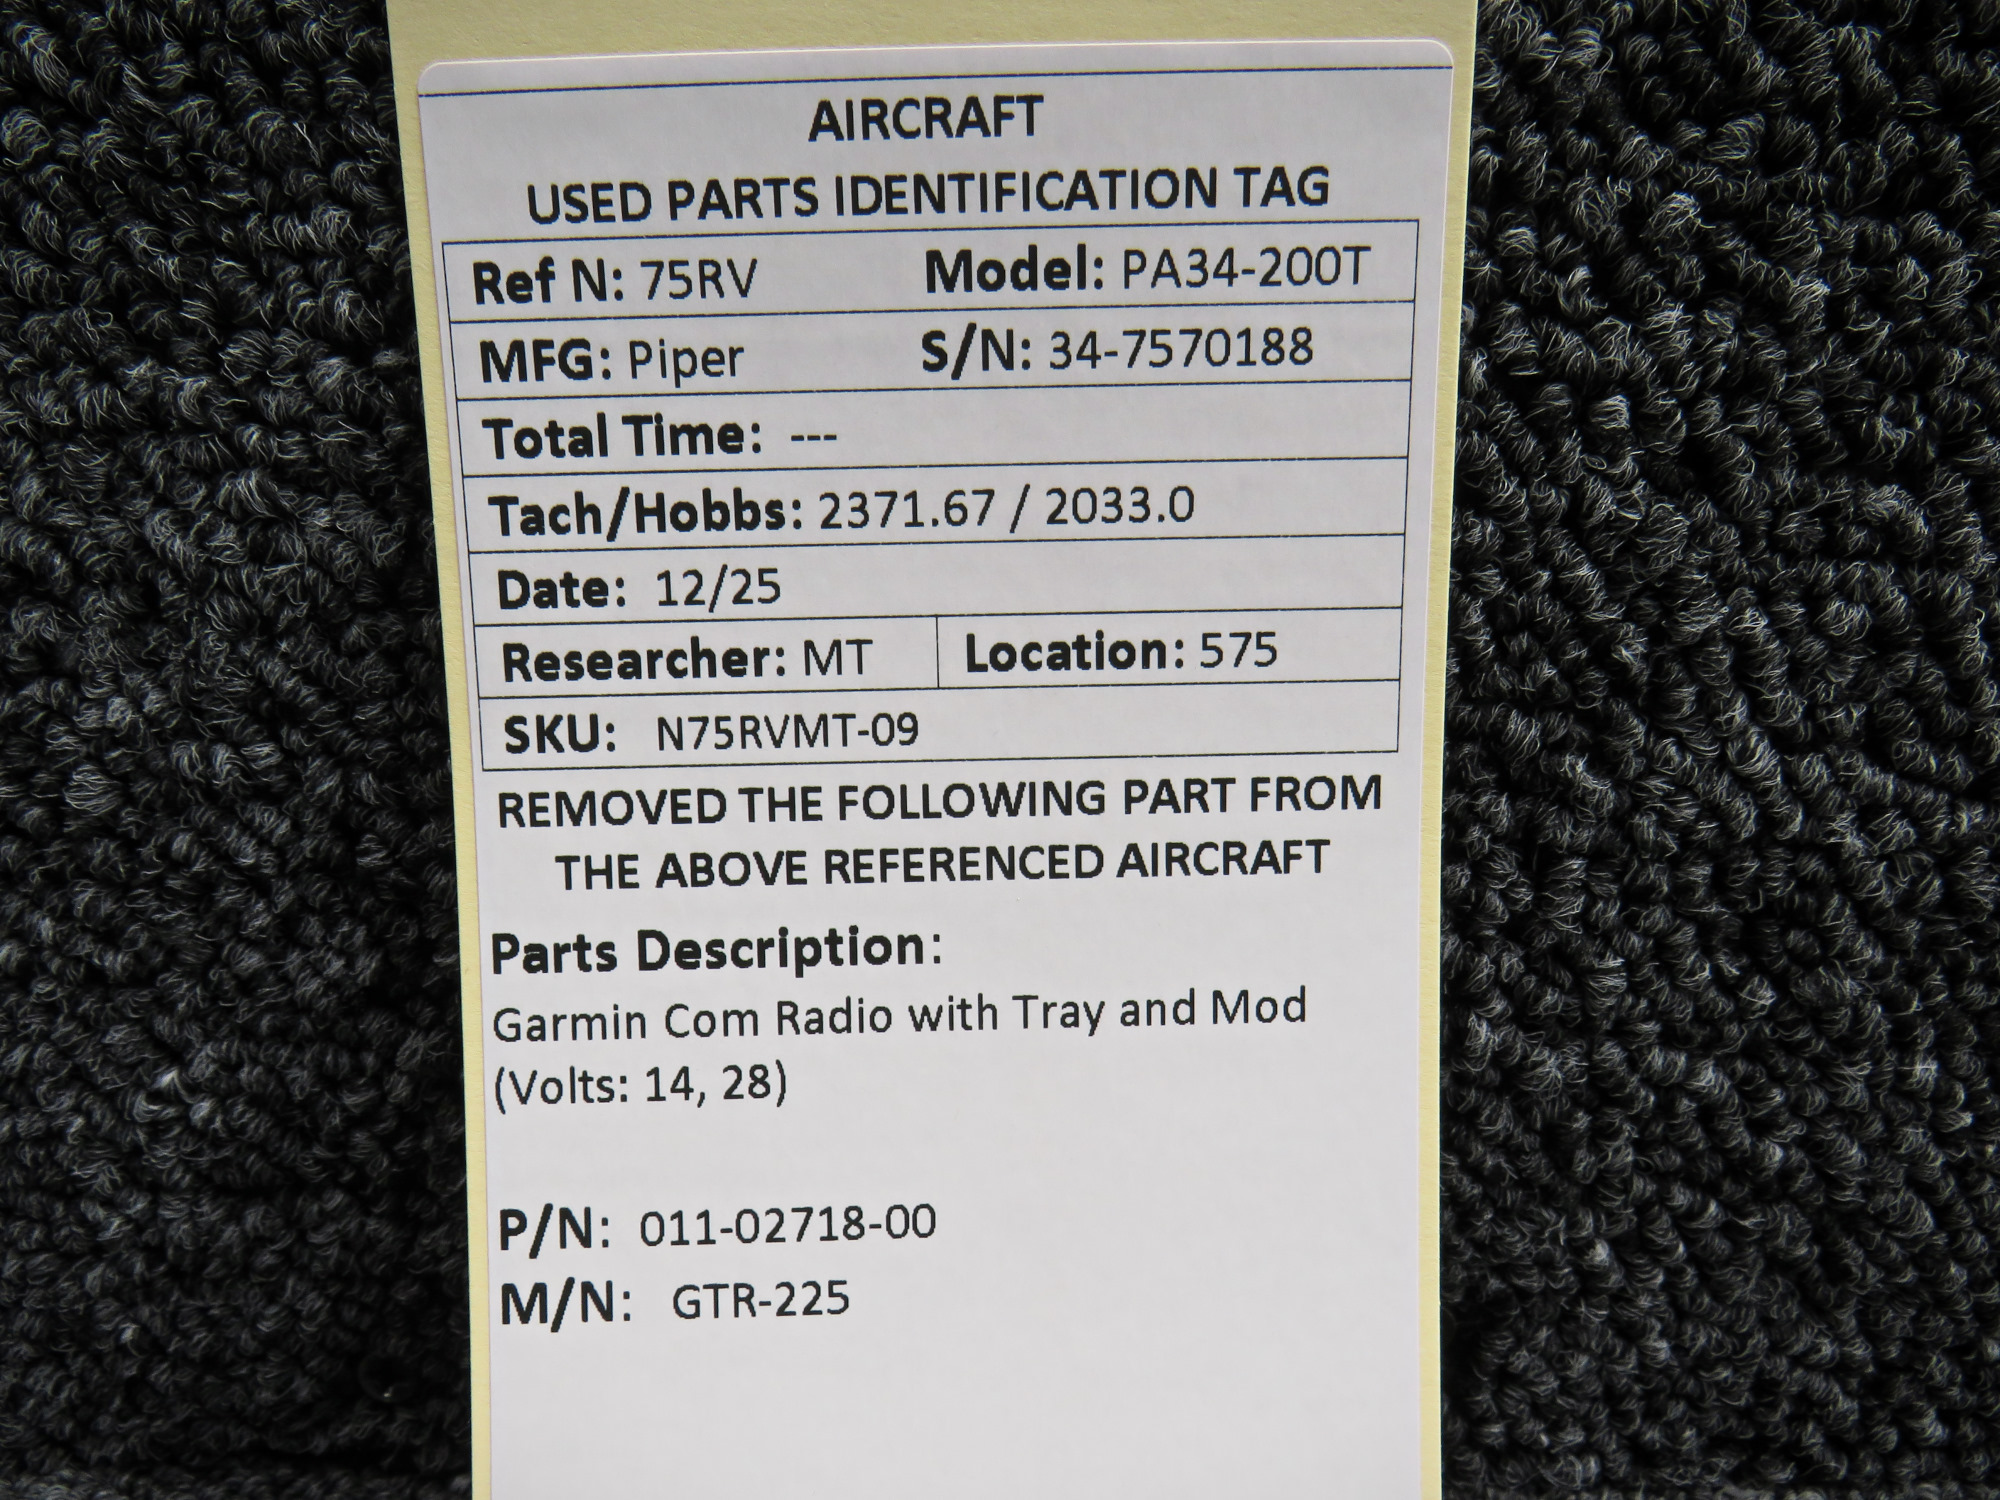 AIRCRAFT
USED PARTS IDENTIFICATION TAG
Ref N: 75RV Model: PA34-200T
MFG: Piper S/N: 34-7570188
Total Time: ---
Tach/Hobbs: 2371.67 / 2033.0
Date: 12/25
Researcher: MT Location: 575
SKU: N75RVMT-09
REMOVED THE FOLLOWING PART FROM
THE ABOVE REFERENCED AIRCRAFT
Parts Description:
Garmin Com Radio with Tray and Mod
(Volts: 14, 28)
P/N: 011-02718-00
M/N: GTR-225